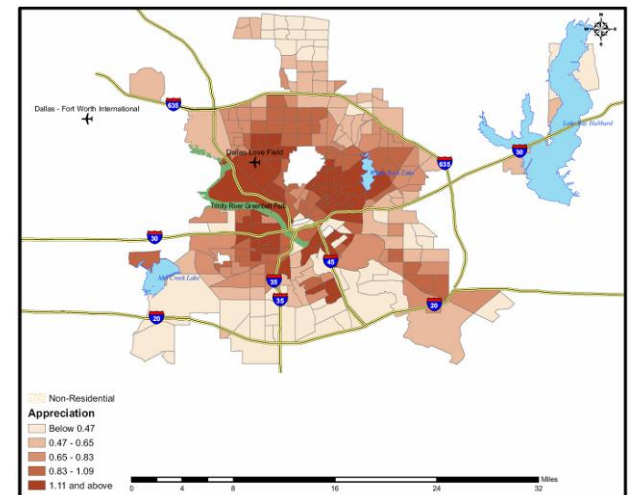 N
W
E
S
635
Dallas - Fort Worth International
Lake Ray Hubbard
Dallas Love Field
30
White Rock Lake
635
Trinity River Greenbelt Park
30
45
35
35
20
20
Non-Residential
Appreciation
Below 0.47
0.47 - 0.65
0.65 - 0.83
0.83 - 1.09
1.11 and above
Miles
0 4 8 16 24 32